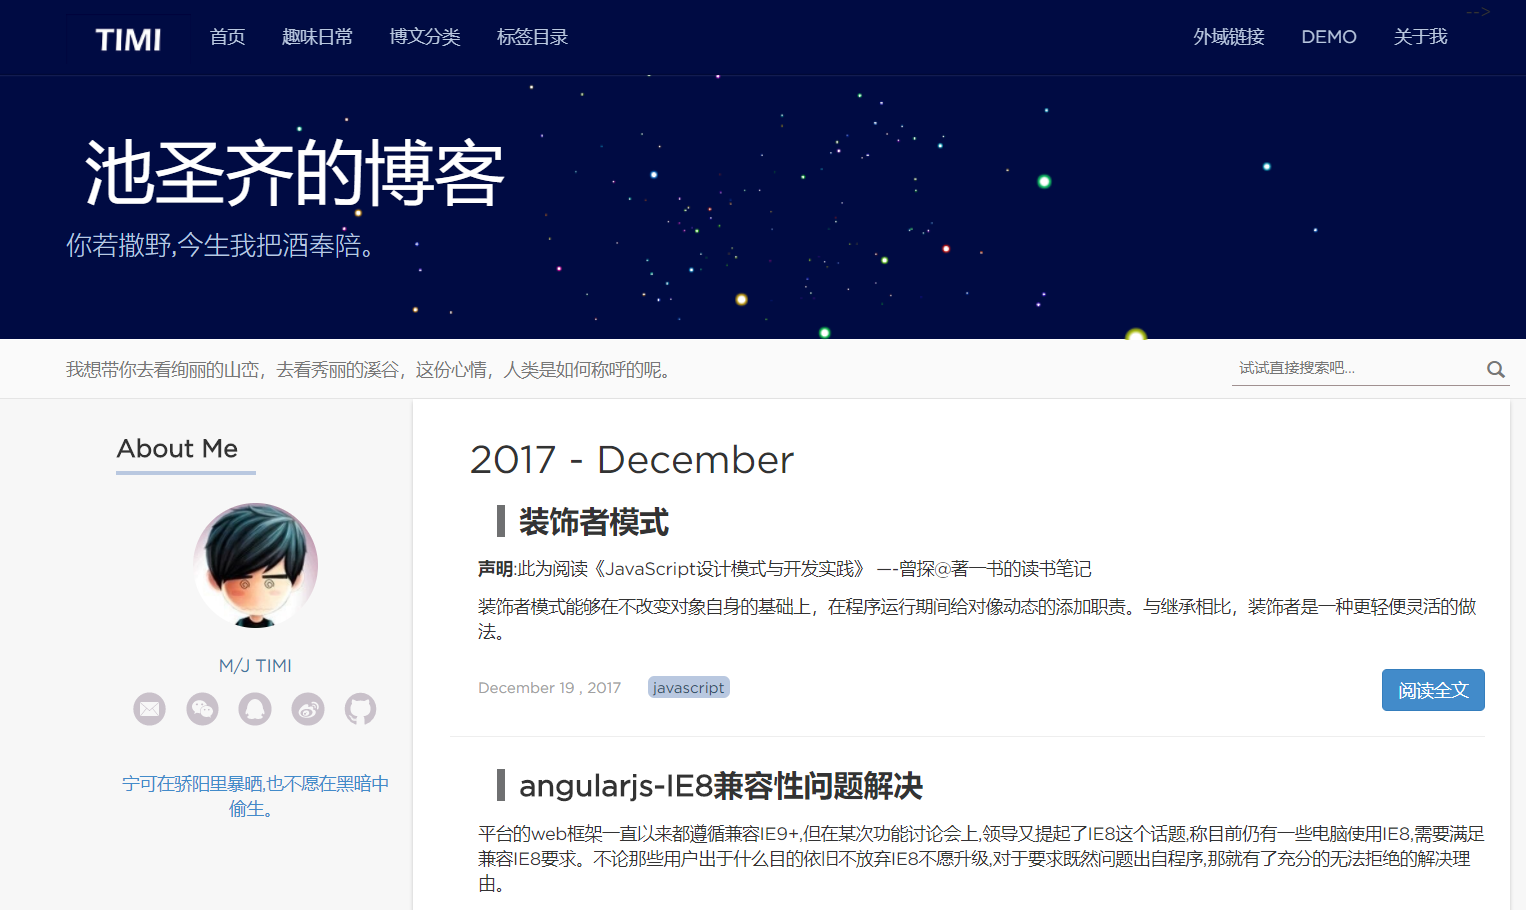 TIMI 首页 趣味日常 博文分类 标签目录 外域链接 DEMO 关于我 -->
池圣齐的博客
你若撒野,今生我把酒奉陪。
我想带你去看绚丽的山峦，去看秀丽的溪谷，这份心情，人类是如何称呼的呢。
试试直接搜索吧...
About Me
M/J TIMI
宁可在骄阳里暴晒,也不愿在黑暗中
偷生。
2017 - December
装饰者模式
声明:此为阅读《JavaScript设计模式与开发实践》 —-曾探@著一书的读书笔记
装饰者模式能够在不改变对象自身的基础上，在程序运行期间给对像动态的添加职责。与继承相比，装饰者是一种更轻便灵活的做
法。
December 19 , 2017 javascript
阅读全文
angularjs-IE8兼容性问题解决
平台的web框架一直以来都遵循兼容IE9+,但在某次功能讨论会上,领导又提起了IE8这个话题,称目前仍有一些电脑使用IE8,需要满足
兼容IE8要求。不论那些用户出于什么目的依旧不放弃IE8不愿升级,对于要求既然问题出自程序,那就有了充分的无法拒绝的解决理
由。